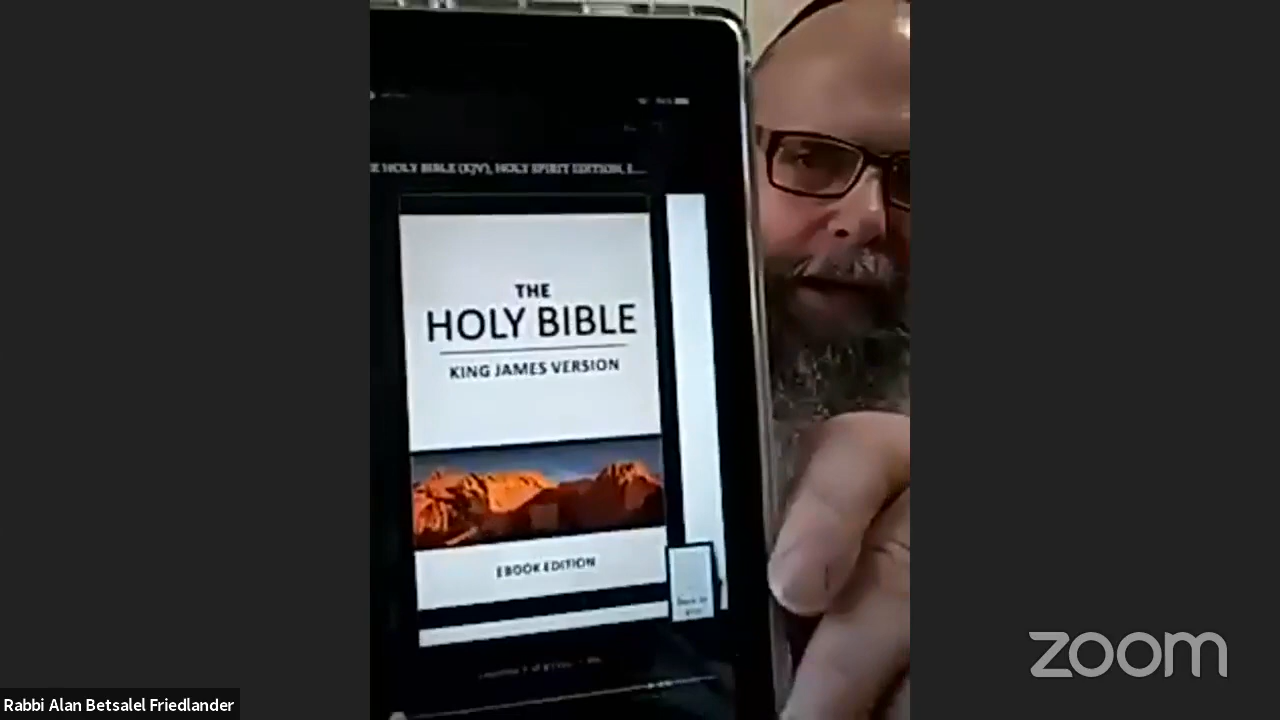 E HOLY BIBLE (KJV), HOLY SPIRIT EDITION, E...
THE
HOLY BIBLE
KING JAMES VERSION
EBOOK EDITION
zoom
Rabbi Alan Betsalel Friedlander